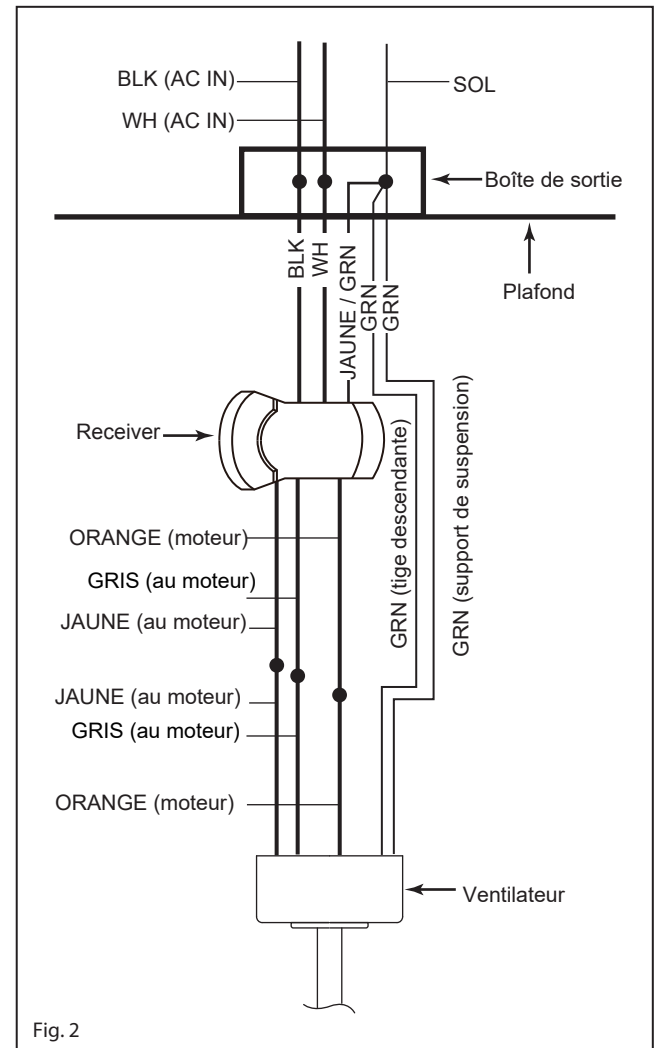 BLK (AC IN)
SOL
WH (AC IN)
Boîte de sortie
Plafond
BLK
WH
JAUNE / GRN
GRN
GRN
Receiver
GRN (tige descendante)
GRN (support de suspension)
ORANGE (moteur)
GRIS (au moteur)
JAUNE (au moteur)
JAUNE (au moteur)
GRIS (au moteur)
ORANGE (moteur)
Ventilateur
Fig. 2